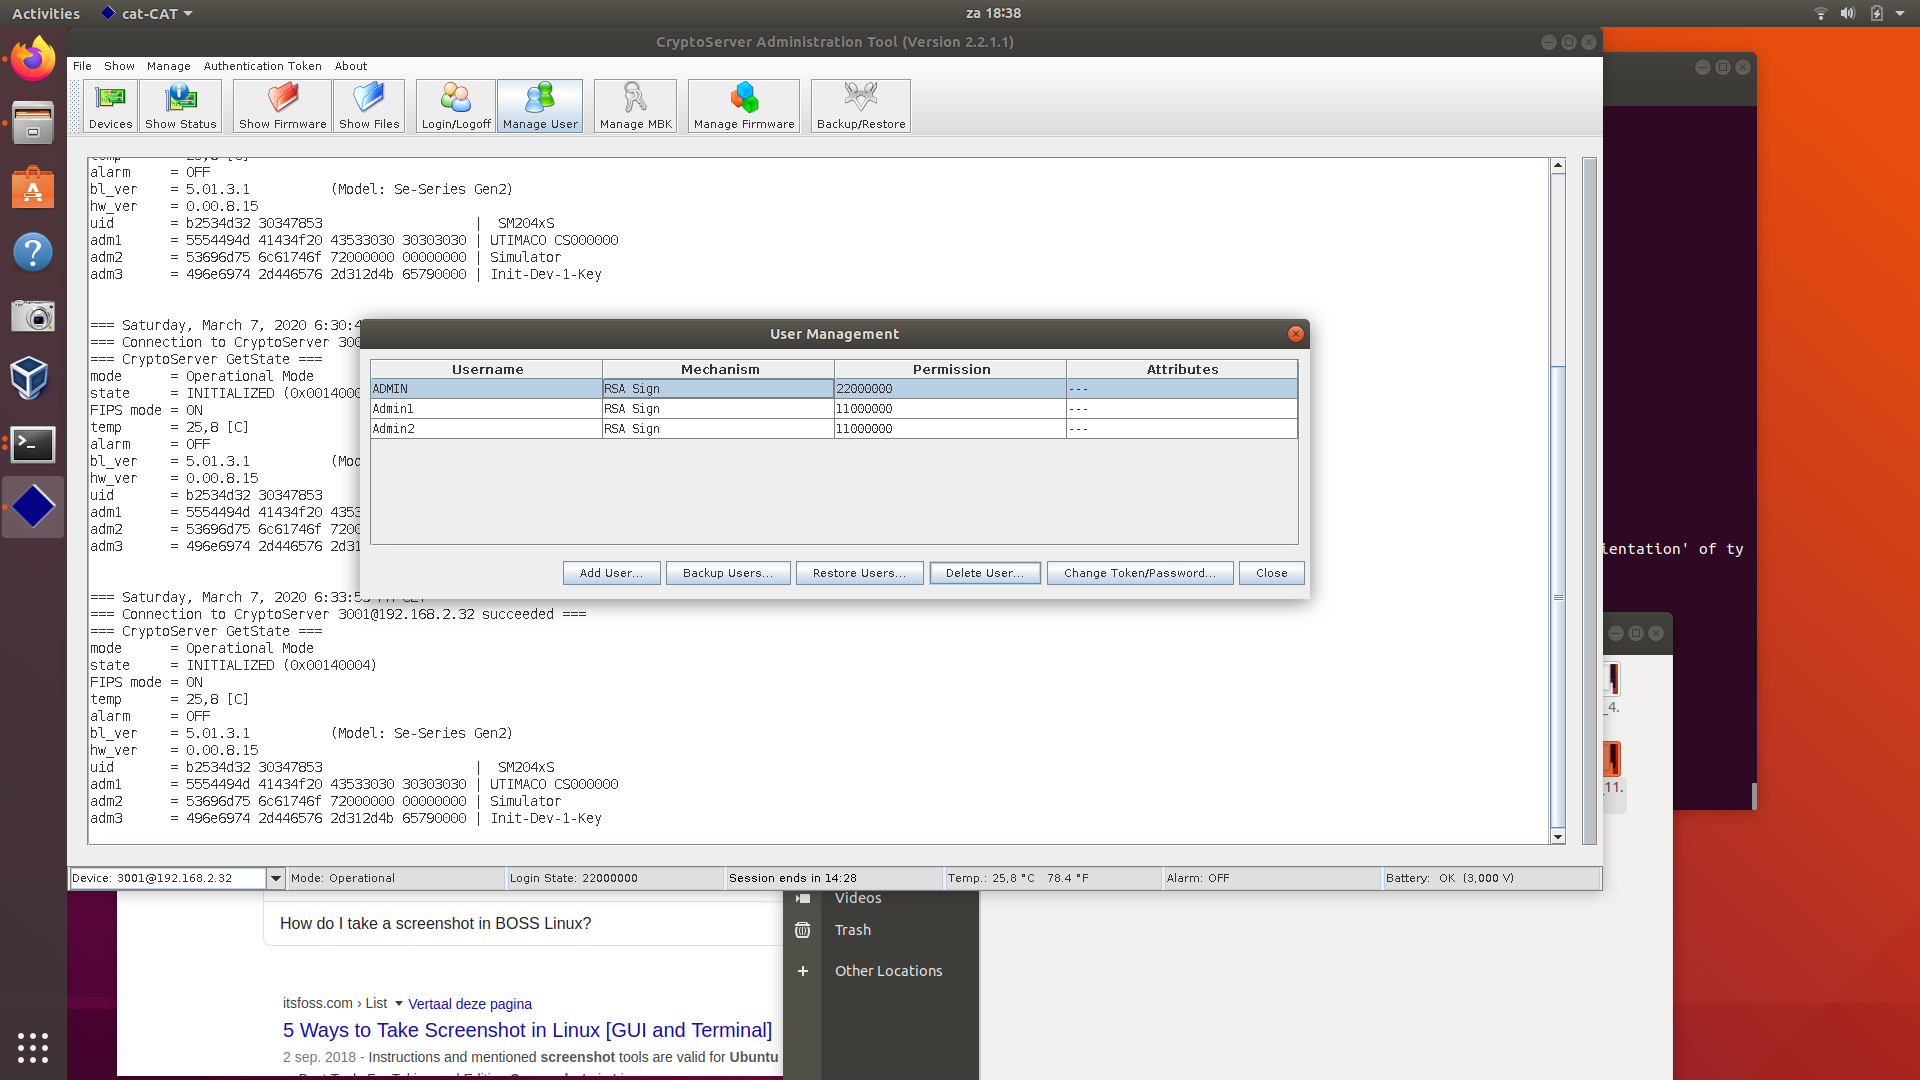 Activities
cat-CAT
za 18:38
CryptoServer Administration Tool (Version 2.2.1.1)
File Show Manage Authentication Token About
Devices Show Status Show Firmware Show Files Login/Logoff Manage User Manage MBK Manage Firmware Backup/Restore
temp = 25,8 [C]
alarm = OFF
bl_ver = 5.01.3.1 (Model: Se-Series Gen2)
hw_ver = 0.00.8.15
uid = b2534d32 30347853 | SM204xS
adm1 = 5554494d 41434f20 43533030 30303030 | UTIMACO CS000000
adm2 = 53696d75 6c61746f 72000000 00000000 | Simulator
adm3 = 496e6974 2d446576 2d312d4b 65790000 | Init-Dev-1-Key
=== Saturday, March 7, 2020 6:30:4
=== Connection to CryptoServer 300
=== CryptoServer GetState ===
mode = Operational Mode
state = INITIALIZED (0x0014000
FIPS mode = ON
temp = 25,8 [C]
alarm = OFF
bl_ver = 5.01.3.1 (Mod
hw_ver = 0.00.8.15
uid = b2534d32 30347853
adm1 = 5554494d 41434f20 4353
adm2 = 53696d75 6c61746f 7200
adm3 = 496e6974 2d446576 2d31
User Management
Username Mechanism Permission Attributes
ADMIN RSA Sign 22000000 ---
Admin1 RSA Sign 11000000 ---
Admin2 RSA Sign 11000000 ---
Add User... Backup Users... Restore Users... Delete User... Change Token/Password... Close
=== Saturday, March 7, 2020 6:33:53
=== Connection to CryptoServer 3001@192.168.2.32 succeeded ===
=== CryptoServer GetState ===
mode = Operational Mode
state = INITIALIZED (0x00140004)
FIPS mode = ON
temp = 25,8 [C]
alarm = OFF
bl_ver = 5.01.3.1 (Model: Se-Series Gen2)
hw_ver = 0.00.8.15
uid = b2534d32 30347853 | SM204xS
adm1 = 5554494d 41434f20 43533030 30303030 | UTIMACO CS000000
adm2 = 53696d75 6c61746f 72000000 00000000 | Simulator
adm3 = 496e6974 2d446576 2d312d4b 65790000 | Init-Dev-1-Key
Device: 3001@192.168.2.32 Mode: Operational Login State: 22000000 Session ends in 14:28 Temp.: 25,8 °C 78.4 °F Alarm: OFF Battery: OK (3,000 V)
ientation' of ty
_4.
_11.
How do I take a screenshot in BOSS Linux?
itsfoss.com › List Vertaal deze pagina
5 Ways to Take Screenshot in Linux [GUI and Terminal]
2 sep. 2018 - Instructions and mentioned screenshot tools are valid for Ubuntu
Videos
Trash
Other Locations